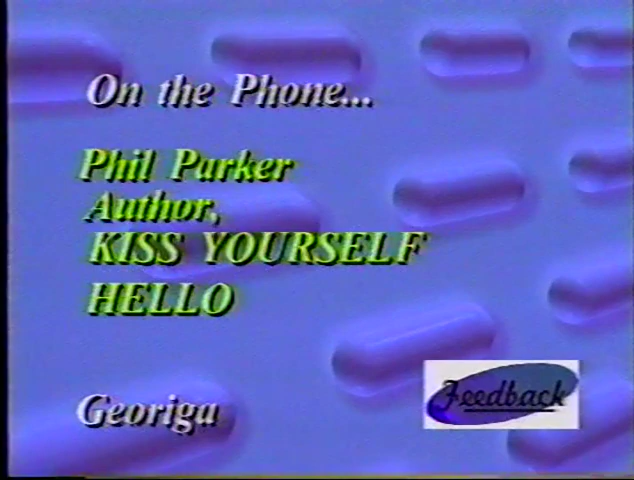 On the Phone...
Phil Parker
Author,
KISS YOURSELF
HELLO
Georiga
Feedback